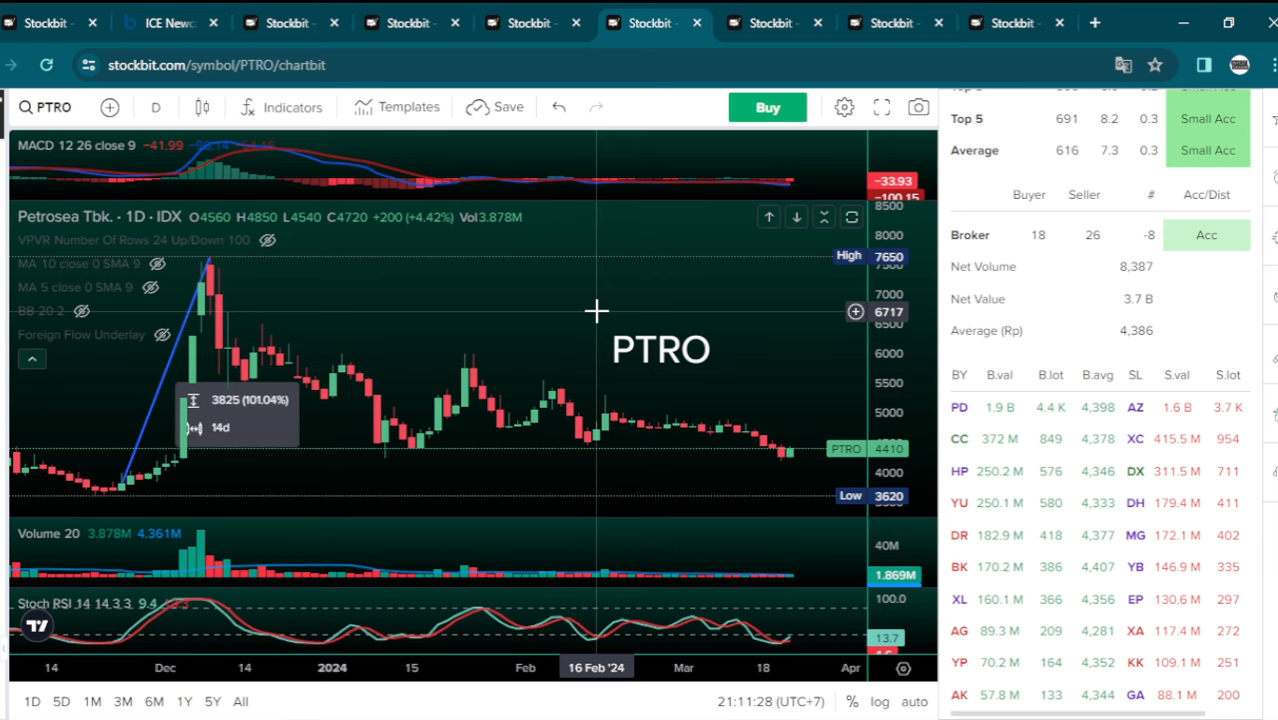 Stockbit - ICE Newc Stockbit - Stockbit - Stockbit - Stockbit - Stockbit - Stockbit - Stockbit -
stockbit.com/symbol/PTRO/chartbit
PTRO D Indicators Templates Save Buy
MACD 12 26 close 9 −41.99
−33.93
−100.15
Petrosea Tbk. · 1D · IDX O4560 H4850 L4540 C4720 +200 (+4.42%) Vol3.878M
VPVR Number Of Rows 24 Up/Down 100
MA 10 close 0 SMA 9
MA 5 close 0 SMA 9
BB 20 2
Foreign Flow Underlay
8500
8000
High 7650
7500
7000
6717
6500
6000
5500
5000
PTRO 4410
4000
Low 3620
PTRO
3825 (101.04%)
14d
Volume 20 3.878M 4.361M
40M
1.869M
Stoch RSI 14 14 3 3 9.4
100.0
13.7
14 Dec 14 2024 15 Feb 16 Feb '24 Mar 18 Apr
1D 5D 1M 3M 6M 1Y 5Y All 21:11:28 (UTC+7) % log auto
Top 5 691 8.2 0.3 Small Acc
Average 616 7.3 0.3 Small Acc
Buyer Seller # Acc/Dist
Broker 18 26 -8 Acc
Net Volume 8,387
Net Value 3.7 B
Average (Rp) 4,386
BY B.val B.lot B.avg SL S.val S.lot
PD 1.9 B 4.4 K 4,398 AZ 1.6 B 3.7 K
CC 372 M 849 4,378 XC 415.5 M 954
HP 250.2 M 576 4,346 DX 311.5 M 711
YU 250.1 M 580 4,333 DH 179.4 M 411
DR 182.9 M 418 4,377 MG 172.1 M 402
BK 170.2 M 386 4,407 YB 146.9 M 335
XL 160.1 M 366 4,356 EP 130.6 M 297
AG 89.3 M 209 4,281 XA 117.4 M 272
YP 70.2 M 164 4,352 KK 109.1 M 251
AK 57.8 M 133 4,344 GA 88.1 M 200